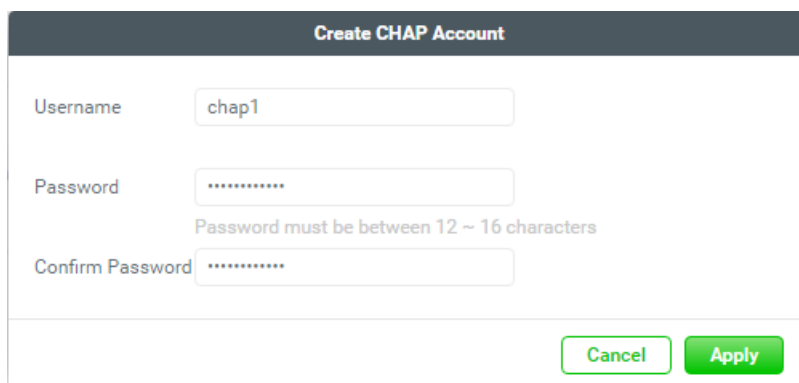 Create CHAP Account
Username chap1
Password ••••••••••••
Password must be between 12 ~ 16 characters
Confirm Password ••••••••••••
Cancel Apply